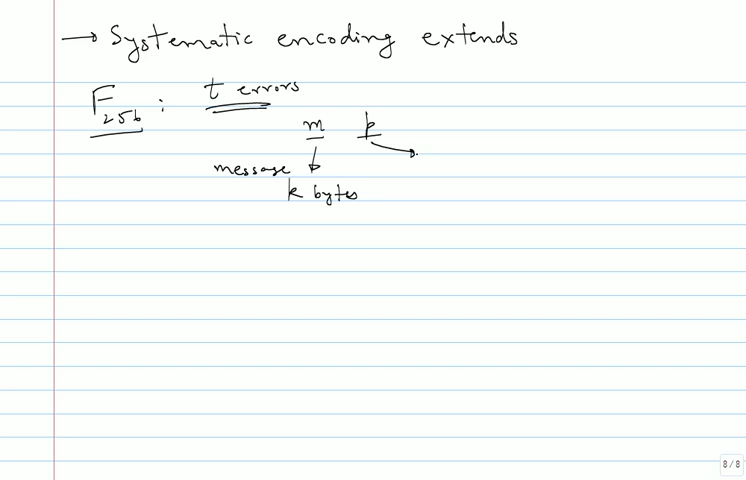 → Systematic encoding extends
F256 : t errors
m p
message
k bytes
8/8